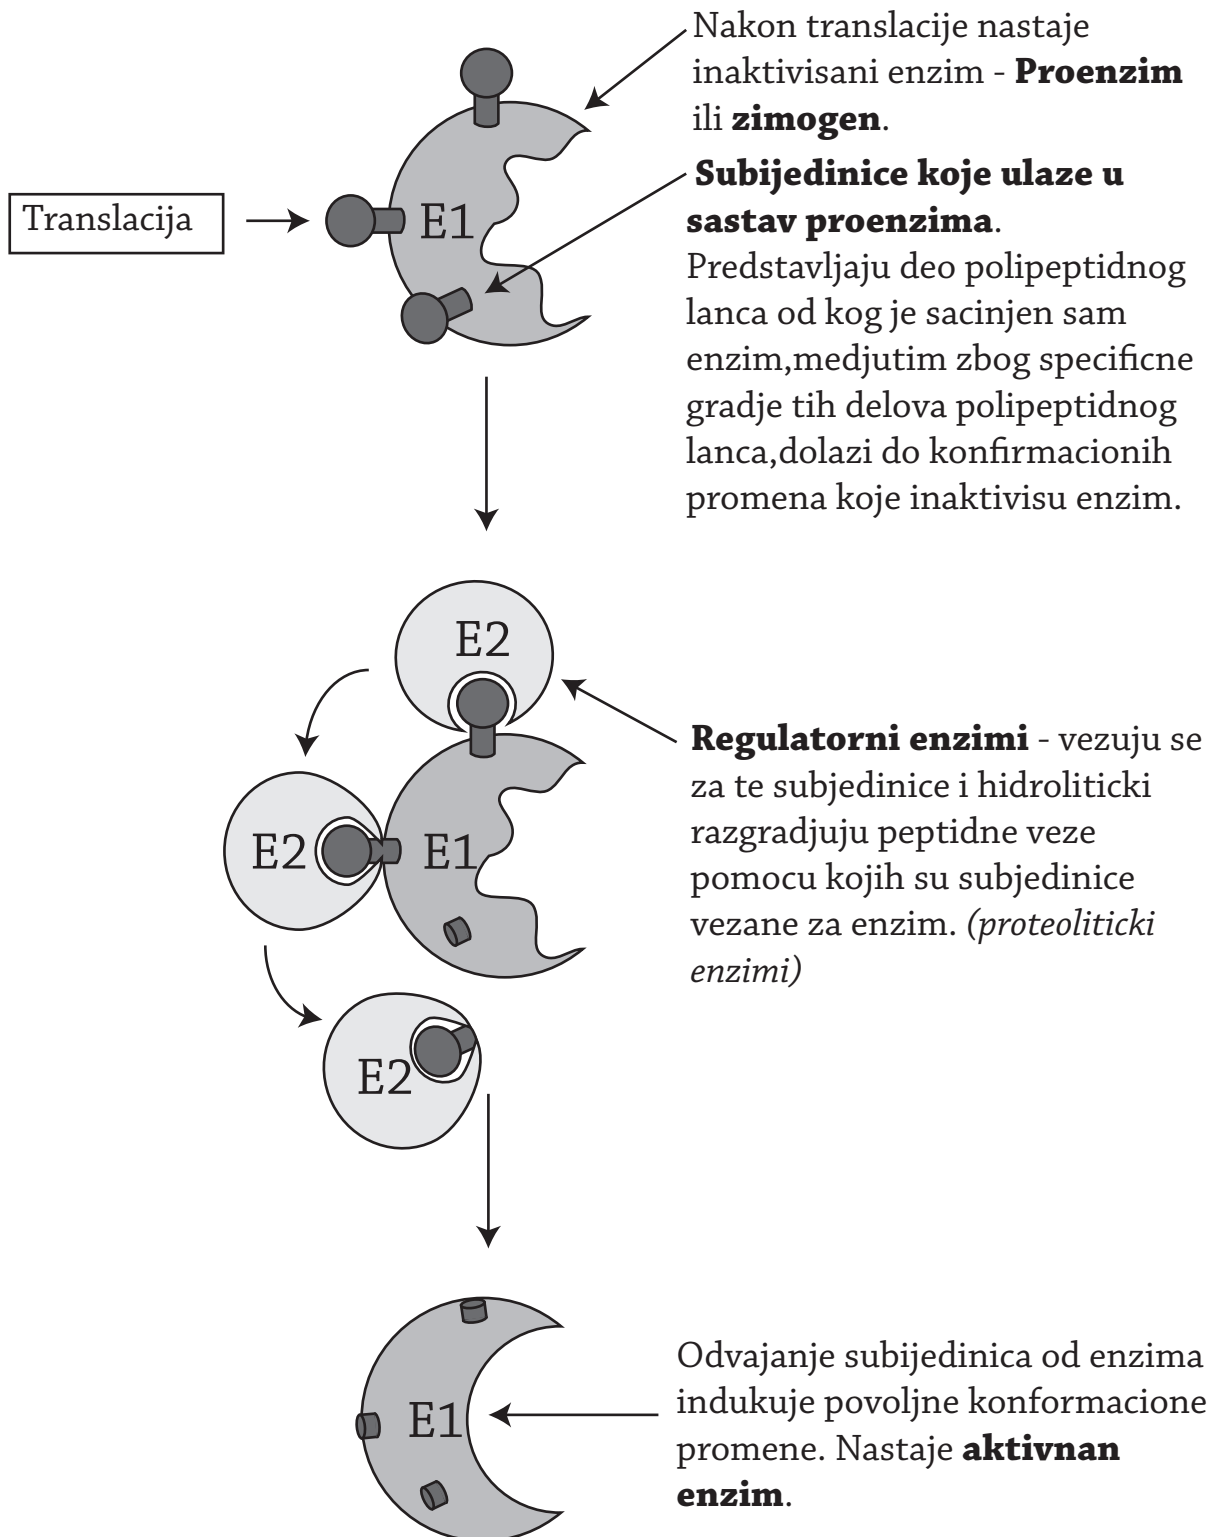 Nakon translacije nastaje
inaktivisani enzim - Proenzim
ili zimogen.
Subijedinice koje ulaze u
sastav proenzima.
Predstavljaju deo polipeptidnog
lanca od kog je sacinjen sam
enzim,medjutim zbog specificne
gradje tih delova polipeptidnog
lanca,dolazi do konfirmacionih
promena koje inaktivisu enzim.
Translacija
E1
E2
E2
E1
E2
Regulatorni enzimi - vezuju se
za te subjedinice i hidroliticki
razgradjuju peptidne veze
pomocu kojih su subjedinice
vezane za enzim. (proteoliticki
enzimi)
E1
Odvajanje subijedinica od enzima
indukuje povoljne konformacione
promene. Nastaje aktivnan
enzim.